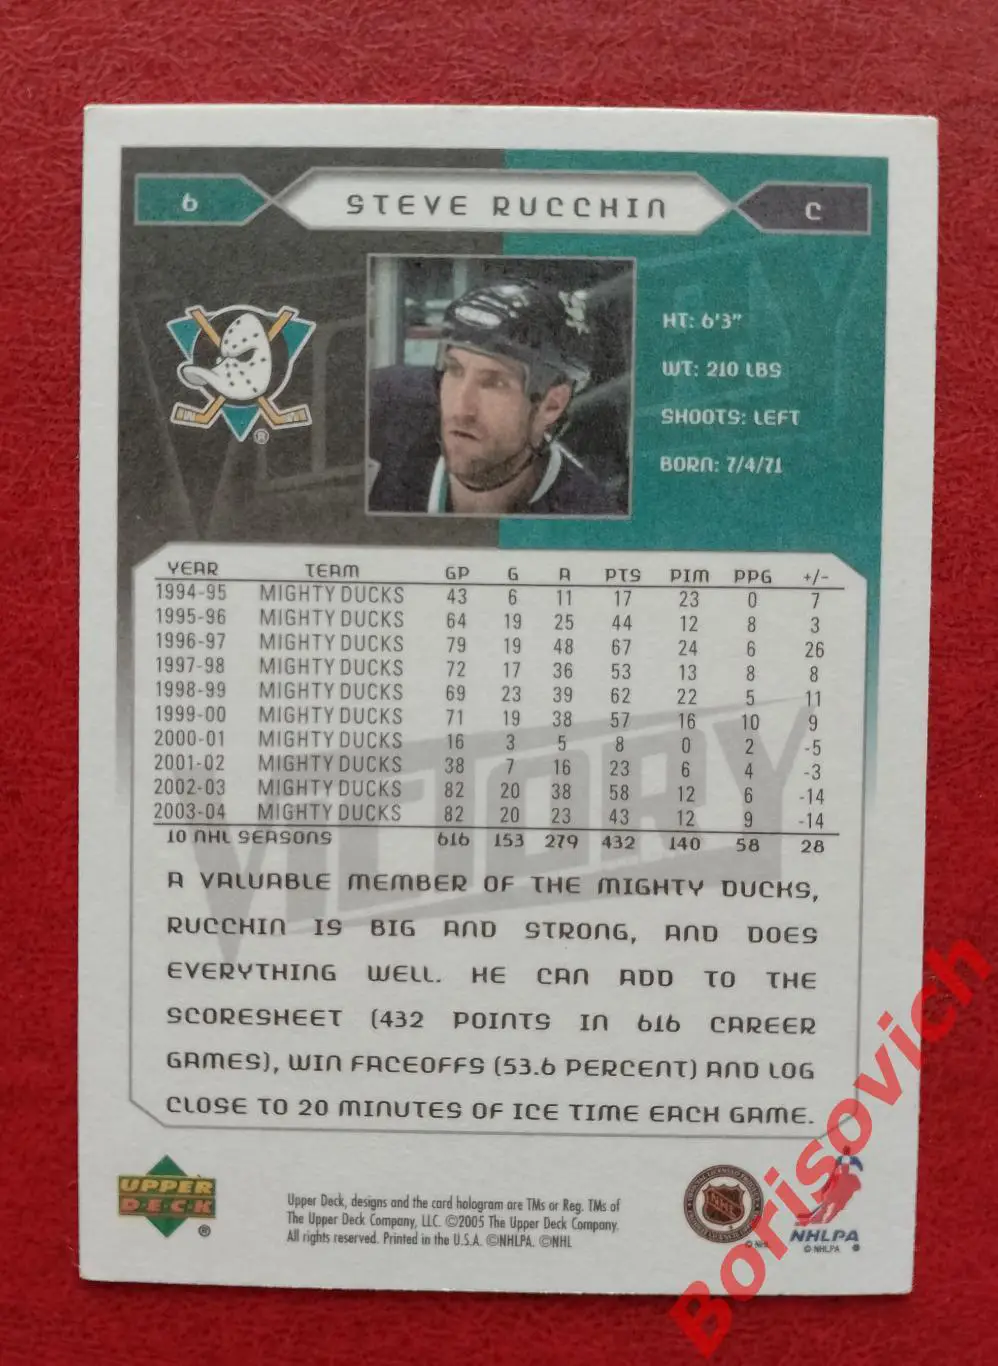 6 STEVE RUCCHIN C
HT: 6'3"
WT: 210 LBS
SHOOTS: LEFT
BORN: 7/4/71
®
YEAR TEAM GP G A PTS PIM PPG +/-
1994-95 MIGHTY DUCKS 43 6 11 17 23 0 7
1995-96 MIGHTY DUCKS 64 19 25 44 12 8 3
1996-97 MIGHTY DUCKS 79 19 48 67 24 6 26
1997-98 MIGHTY DUCKS 72 17 36 53 13 8 8
1998-99 MIGHTY DUCKS 69 23 39 62 22 5 11
1999-00 MIGHTY DUCKS 71 19 38 57 16 10 9
2000-01 MIGHTY DUCKS 16 3 5 8 0 2 -5
2001-02 MIGHTY DUCKS 38 7 16 23 6 4 -3
2002-03 MIGHTY DUCKS 82 20 38 58 12 6 -14
2003-04 MIGHTY DUCKS 82 20 23 43 12 9 -14
10 NHL SEASONS 616 153 279 432 140 58 28
VICTORY
A VALUABLE MEMBER OF THE MIGHTY DUCKS,
RUCCHIN IS BIG AND STRONG, AND DOES
EVERYTHING WELL. HE CAN ADD TO THE
SCORESHEET (432 POINTS IN 616 CAREER
GAMES), WIN FACEOFFS (53.6 PERCENT) AND LOG
CLOSE TO 20 MINUTES OF ICE TIME EACH GAME.
UPPER
DECK
®
Upper Deck, designs and the card hologram are TMs or Reg. TMs of
The Upper Deck Company, LLC. ©2005 The Upper Deck Company.
All rights reserved. Printed in the U.S.A. ©NHLPA. ©NHL
NHL
© NHL
NHLPA
© NHLPA ®
Borisovich